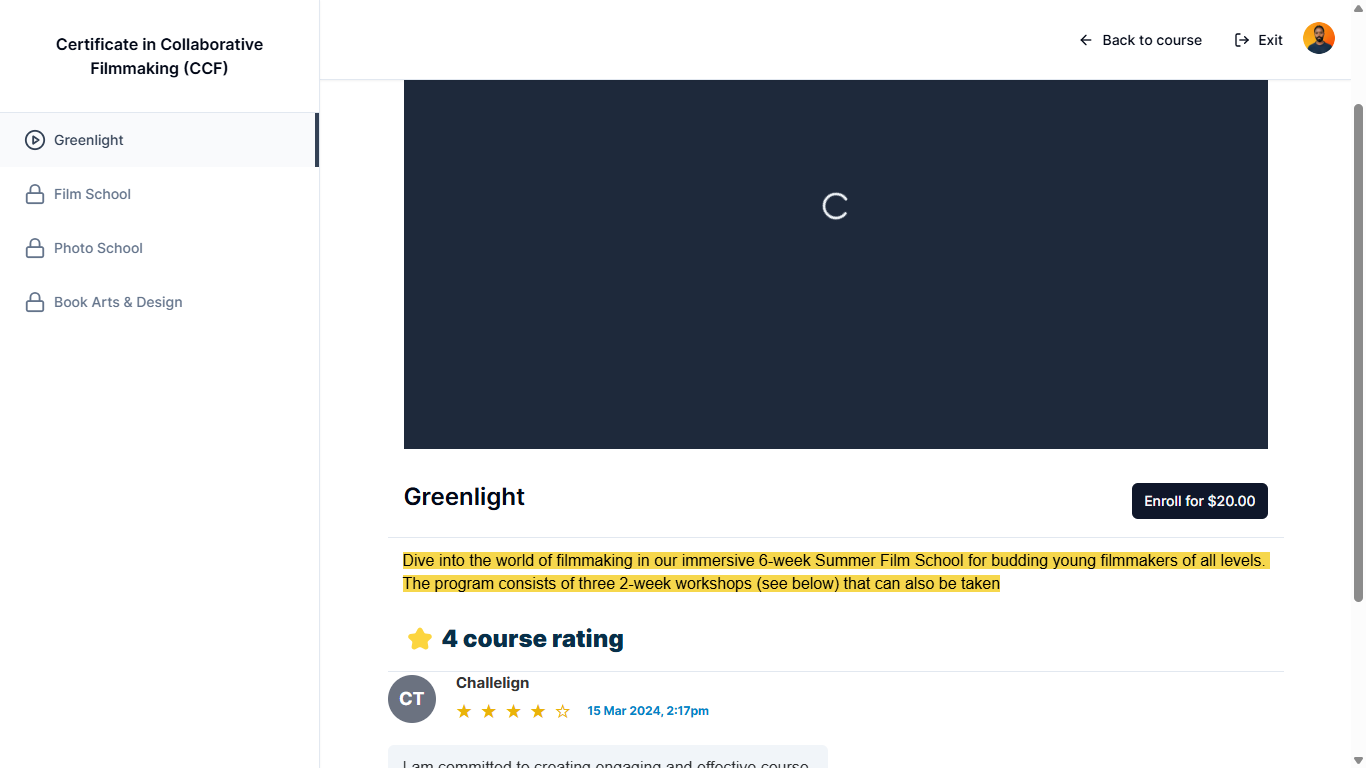 Certificate in Collaborative
Filmmaking (CCF)
Back to course
Exit
Greenlight
Film School
Photo School
Book Arts & Design
Greenlight
Enroll for $20.00
Dive into the world of filmmaking in our immersive 6-week Summer Film School for budding young filmmakers of all levels.
The program consists of three 2-week workshops (see below) that can also be taken
4 course rating
CT
Challelign
15 Mar 2024, 2:17pm
I am committed to creating engaging and effective course